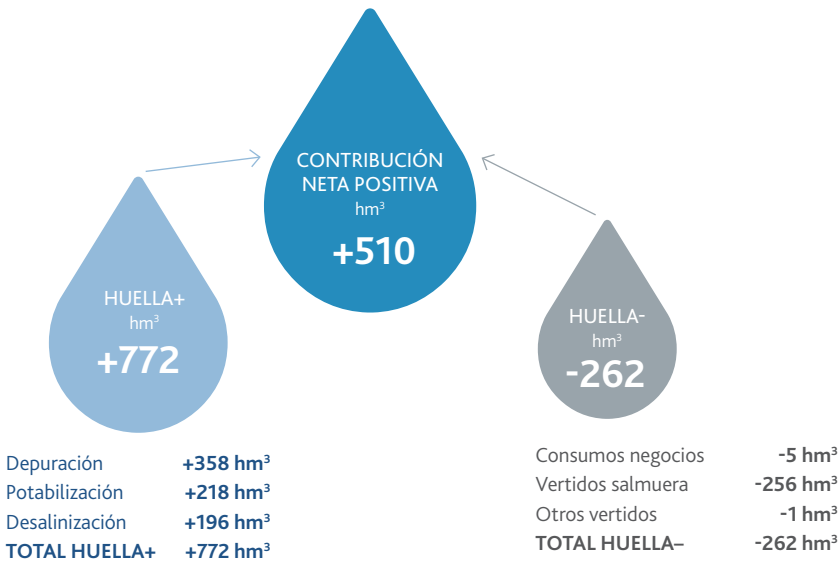 CONTRIBUCIÓN
NETA POSITIVA
hm³
+510
HUELLA+
hm³
+772
HUELLA-
hm³
-262
Depuración +358 hm³
Potabilización +218 hm³
Desalinización +196 hm³
TOTAL HUELLA+ +772 hm³
Consumos negocios -5 hm³
Vertidos salmuera -256 hm³
Otros vertidos -1 hm³
TOTAL HUELLA– -262 hm³